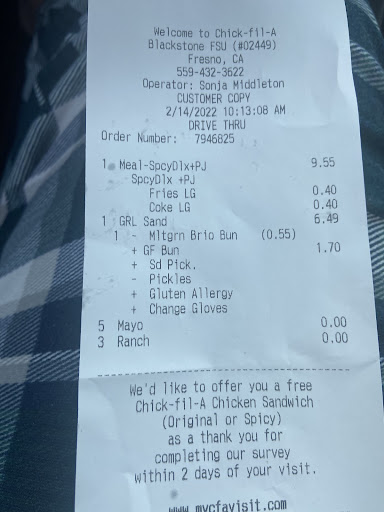 Welcome to Chick-fil-A
Blackstone FSU (#02449)
Fresno, CA
559-432-3622
Operator: Sonja Middleton
CUSTOMER COPY
2/14/2022 10:13:08 AM
DRIVE THRU
Order Number: 7946825
1 Meal-SpcyDlx+PJ 9.55
SpcyDlx +PJ
Fries LG 0.40
Coke LG 0.40
1 GRL Sand 6.49
1 - Mltgrn Brio Bun (0.55)
+ GF Bun 1.70
+ Sd Pick.
- Pickles
+ Gluten Allergy
+ Change Gloves
5 Mayo 0.00
3 Ranch 0.00
We'd like to offer you a free
Chick-fil-A Chicken Sandwich
(Original or Spicy)
as a thank you for
completing our survey
within 2 days of your visit.
www.mycfavisit.com